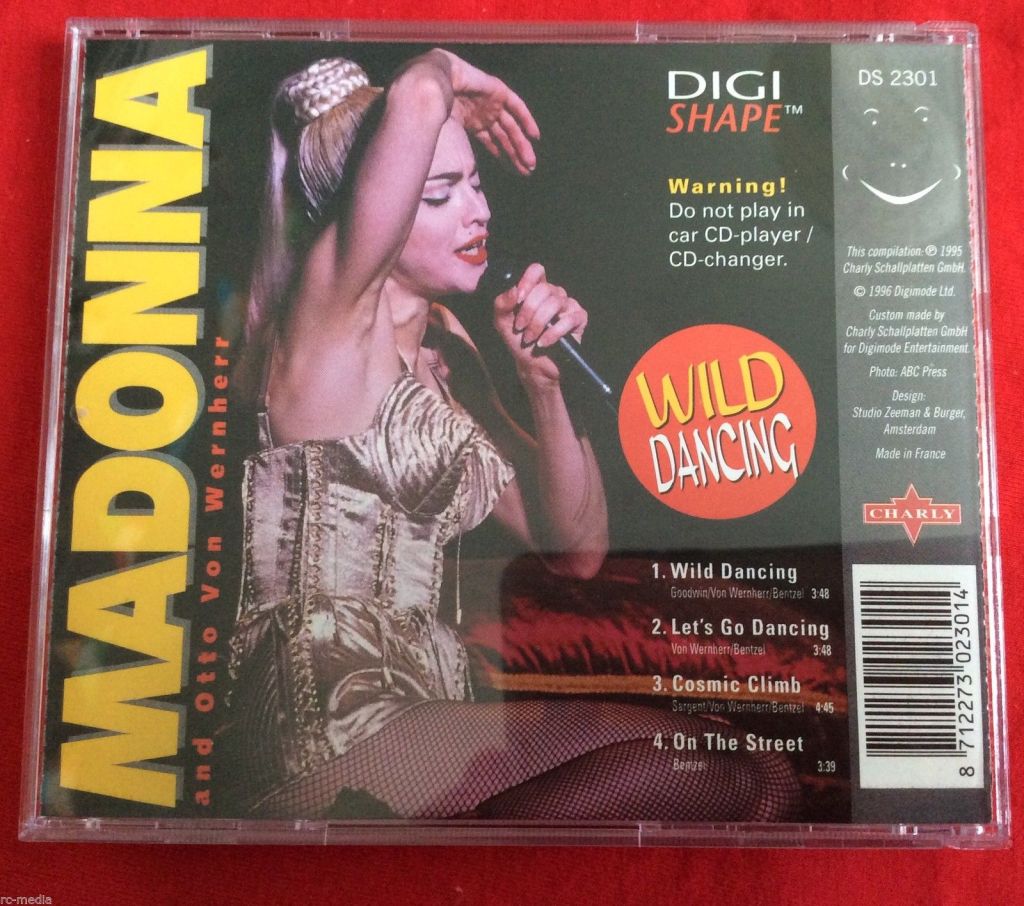 MADONNA
and Otto Von Wernherr
DIGI
SHAPE™
Warning!
Do not play in
car CD-player /
CD-changer.
WILD
DANCING
1. Wild Dancing
Goodwin/Von Wernherr/Bentzel 3:48
2. Let's Go Dancing
Von Wernherr/Bentzel 3:48
3. Cosmic Climb
Sargent/Von Wernherr/Bentzel 4:45
4. On The Street
Bentzel 3:39
DS 2301
This compilation: ℗ 1995
Charly Schallplatten GmbH.
© 1996 Digimode Ltd.
Custom made by
Charly Schallplatten GmbH
for Digimode Entertainment.
Photo: ABC Press
Design:
Studio Zeeman & Burger,
Amsterdam
Made in France
CHARLY
8 712273 023014
rc-media